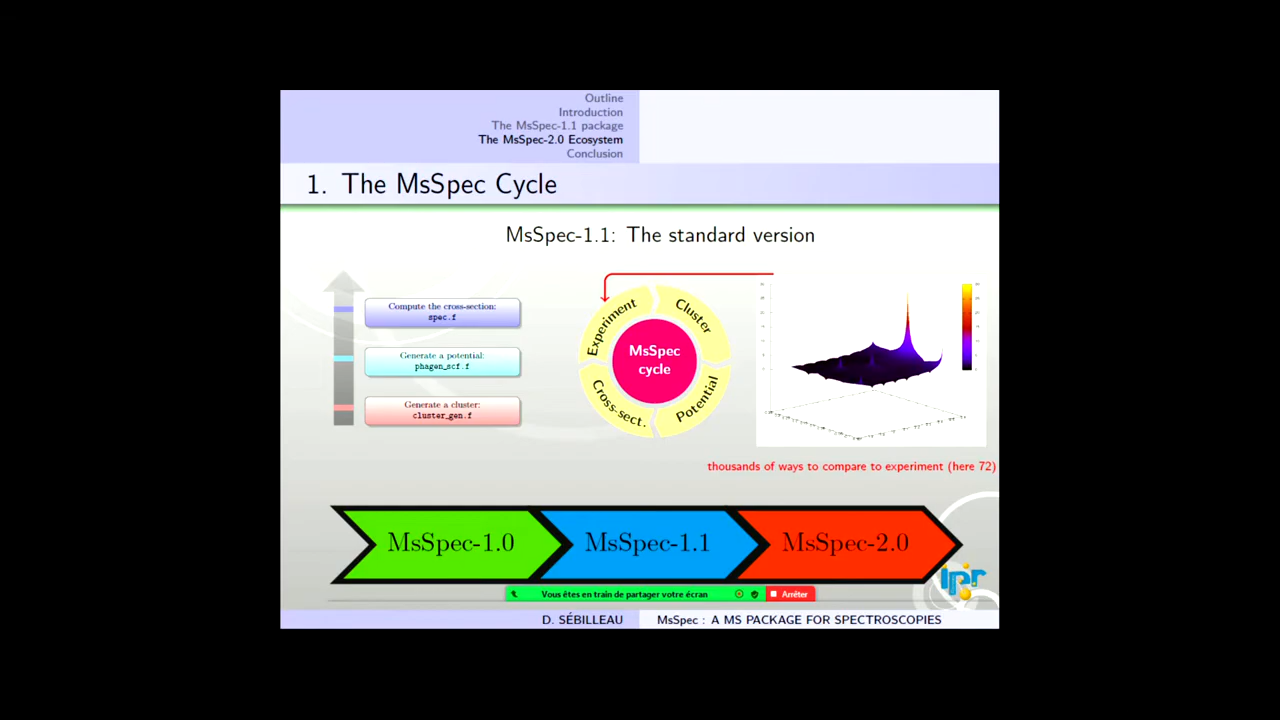 Outline
Introduction
The MsSpec-1.1 package
The MsSpec-2.0 Ecosystem
Conclusion
1. The MsSpec Cycle
MsSpec-1.1: The standard version
Compute the cross-section:
spec.f
Generate a potential:
phagen_scf.f
Generate a cluster:
cluster_gen.f
Experiment
Cluster
MsSpec
cycle
Cross-sect.
Potential
thousands of ways to compare to experiment (here 72)
MsSpec-1.0
MsSpec-1.1
MsSpec-2.0
ipr
Vous êtes en train de partager votre écran
Arrêter
D. SÉBILLEAU
MsSpec : A MS PACKAGE FOR SPECTROSCOPIES